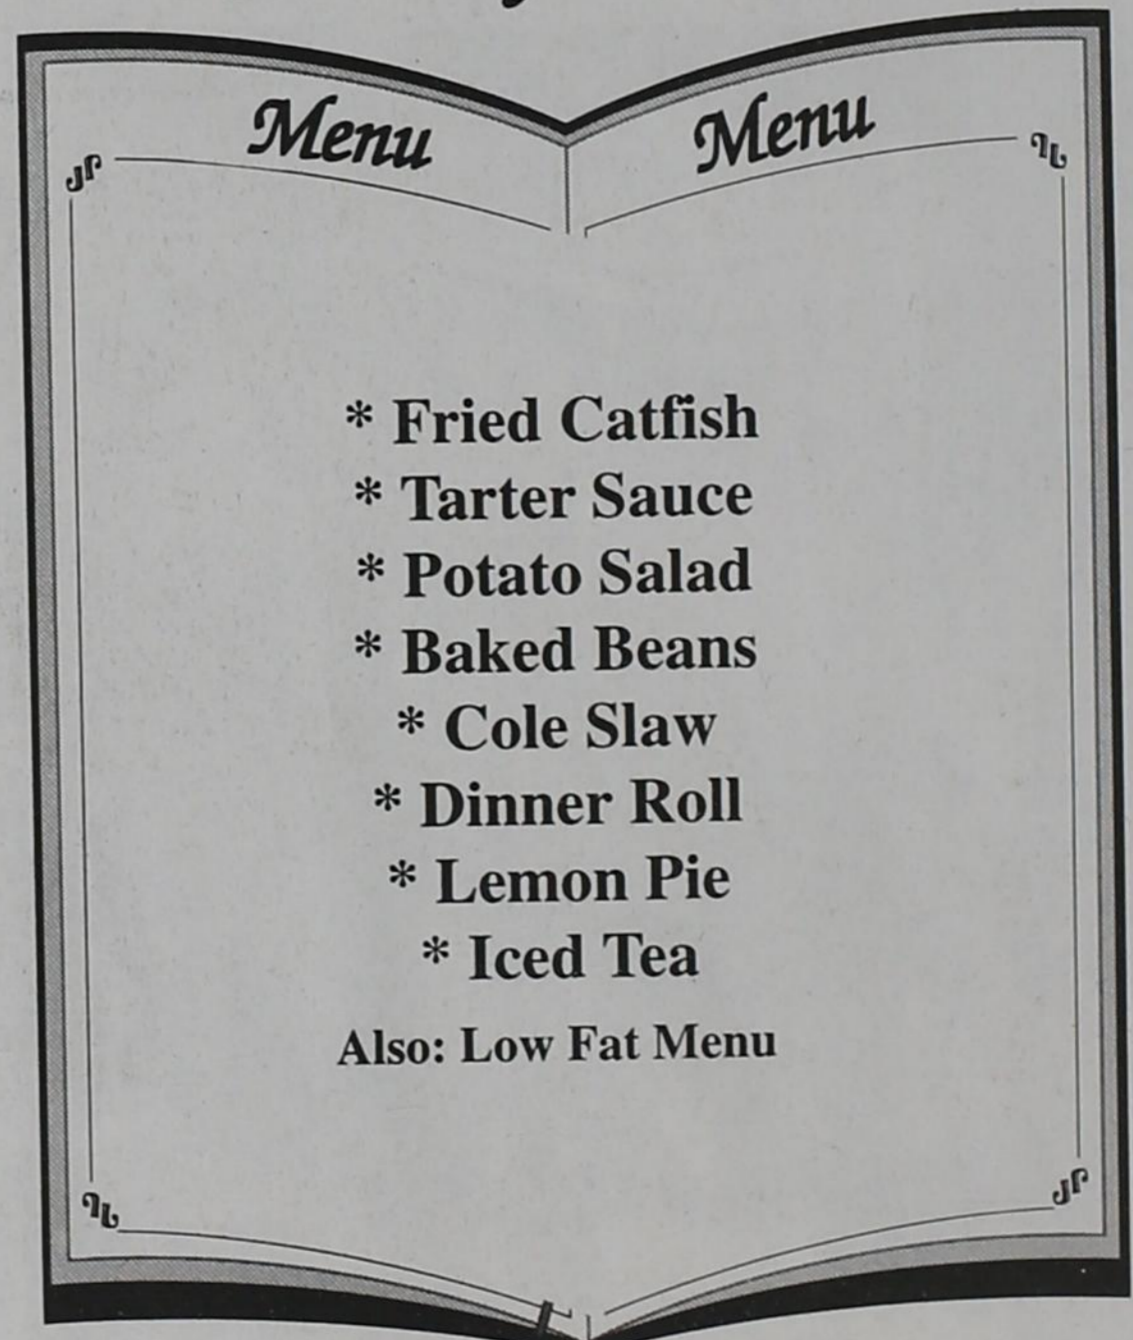 Menu Menu
* Fried Catfish
* Tarter Sauce
* Potato Salad
* Baked Beans
* Cole Slaw
* Dinner Roll
* Lemon Pie
* Iced Tea
Also: Low Fat Menu